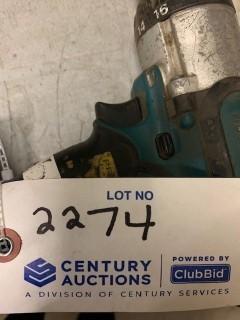 14 16
LOT NO
2274
CENTURY
AUCTIONS
POWERED BY
ClubBid
A DIVISION OF CENTURY SERVICES